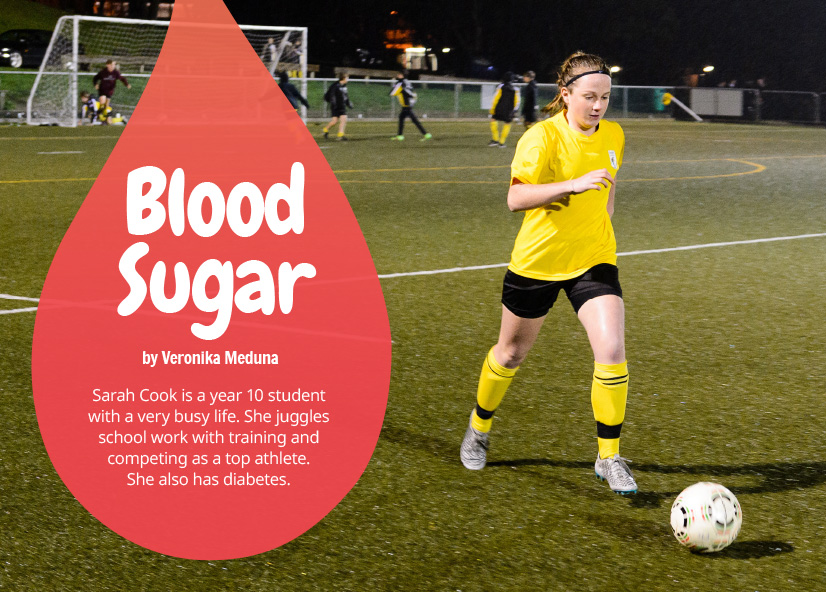 Blood
Sugar
by Veronika Meduna
Sarah Cook is a year 10 student
with a very busy life. She juggles
school work with training and
competing as a top athlete.
She also has diabetes.